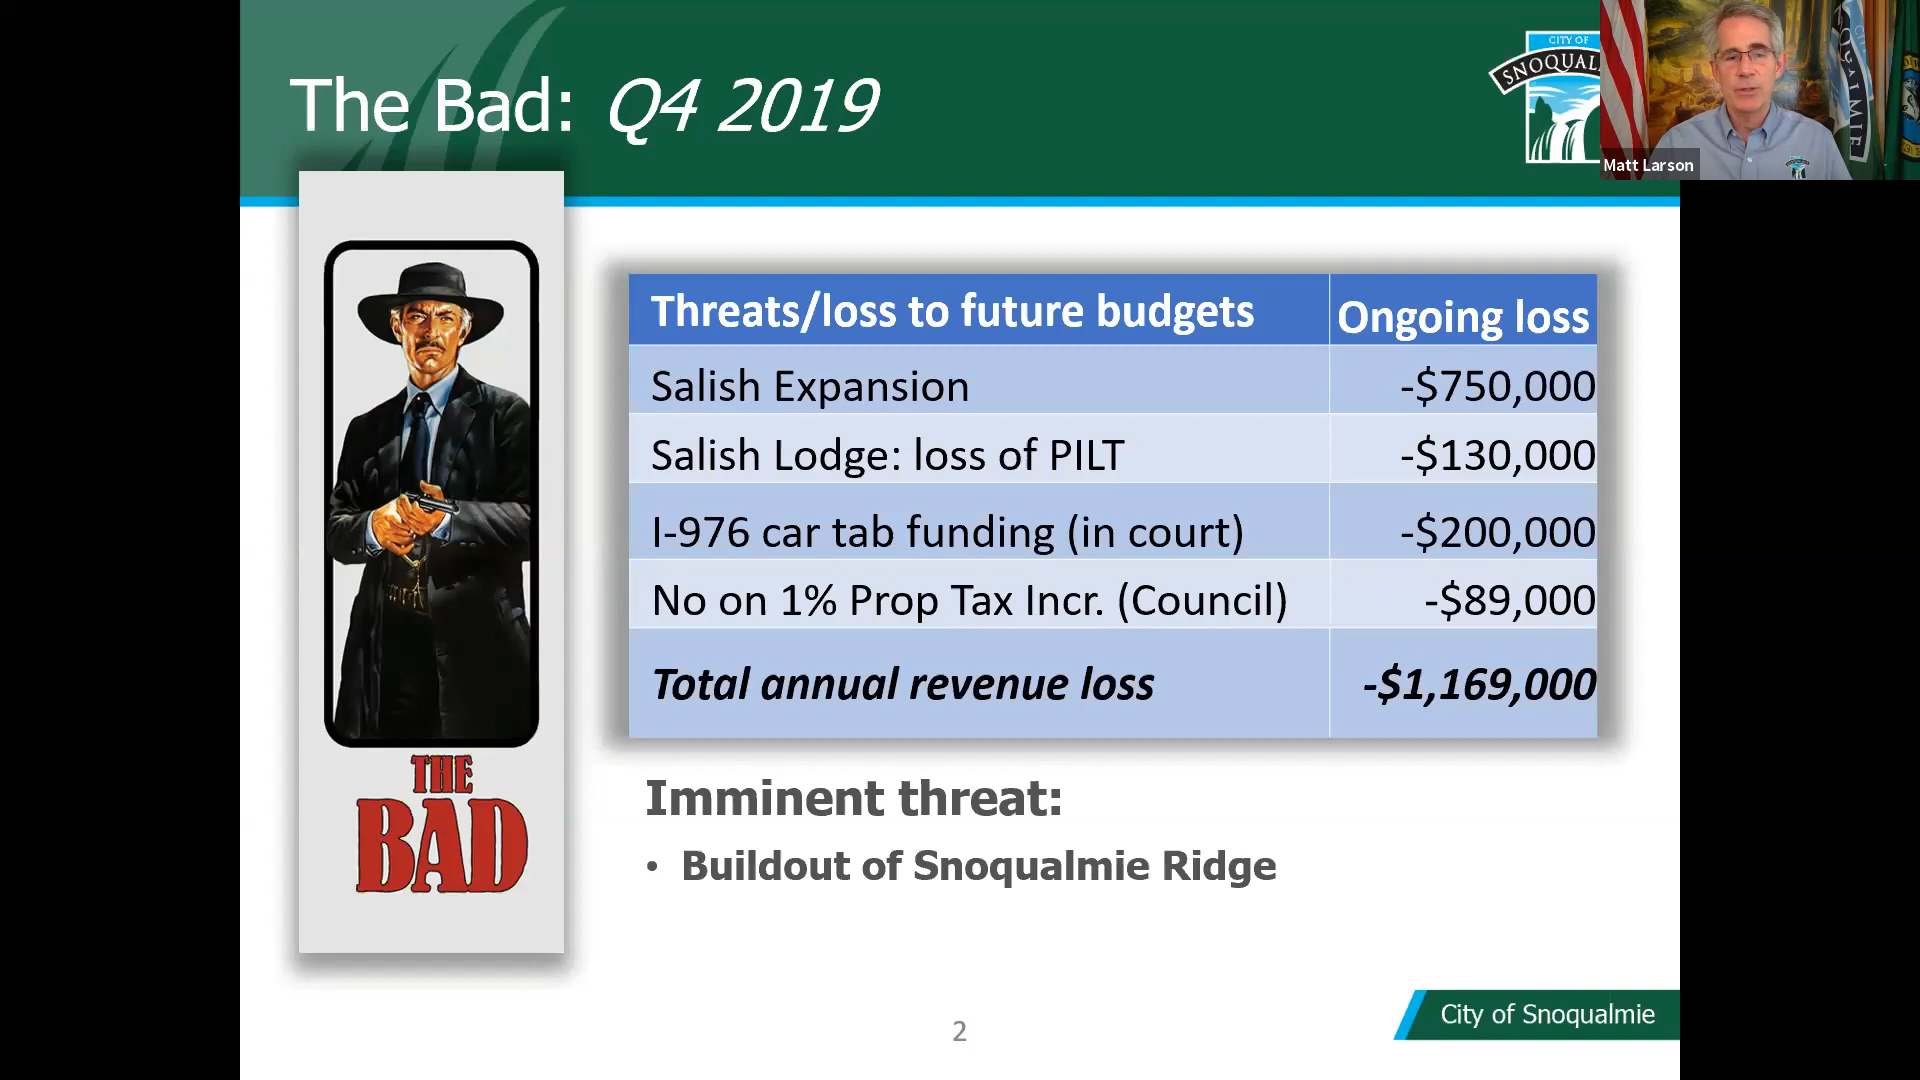 The Bad: Q4 2019
CITY OF
Matt Larson
Threats/loss to future budgets Ongoing loss
Salish Expansion -$750,000
Salish Lodge: loss of PILT -$130,000
I-976 car tab funding (in court) -$200,000
No on 1% Prop Tax Incr. (Council) -$89,000
Total annual revenue loss -$1,169,000
THE
BAD
Imminent threat:
• Buildout of Snoqualmie Ridge
City of Snoqualmie
2